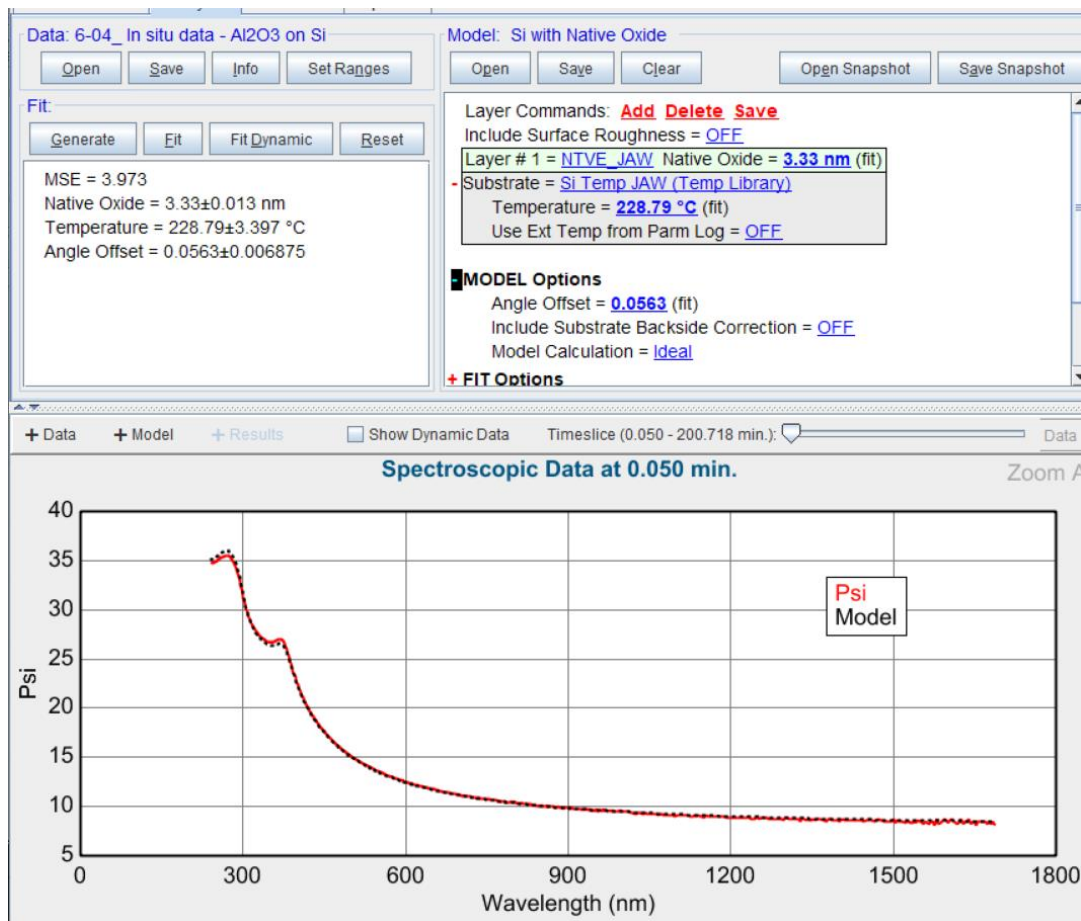 Data: 6-04_ In situ data - Al2O3 on Si
Open Save Info Set Ranges
Fit:
Generate Fit Fit Dynamic Reset
MSE = 3.973
Native Oxide = 3.33±0.013 nm
Temperature = 228.79±3.397 °C
Angle Offset = 0.0563±0.006875
Model: Si with Native Oxide
Open Save Clear Open Snapshot Save Snapshot
Layer Commands: Add Delete Save
Include Surface Roughness = OFF
Layer # 1 = NTVE_JAW Native Oxide = 3.33 nm (fit)
- Substrate = Si Temp JAW (Temp Library)
Temperature = 228.79 °C (fit)
Use Ext Temp from Parm Log = OFF
- MODEL Options
Angle Offset = 0.0563 (fit)
Include Substrate Backside Correction = OFF
Model Calculation = Ideal
+ FIT Options
+ Data + Model + Results Show Dynamic Data Timeslice (0.050 - 200.718 min.): Data
Spectroscopic Data at 0.050 min.
Zoom A
40
35
30
25
20
15
10
5
Psi
Psi
Model
0 300 600 900 1200 1500 1800
Wavelength (nm)